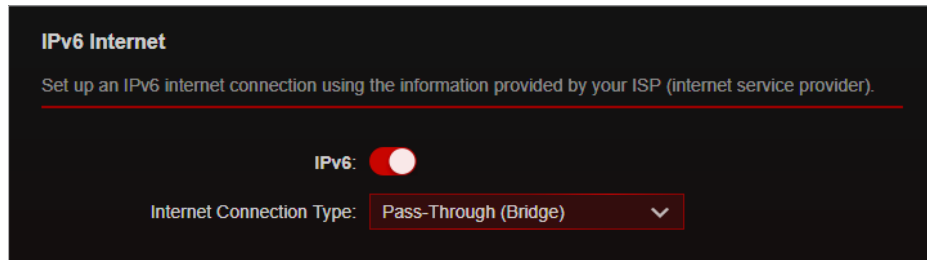 IPv6 Internet
Set up an IPv6 internet connection using the information provided by your ISP (internet service provider).
IPv6:
Internet Connection Type: Pass-Through (Bridge)